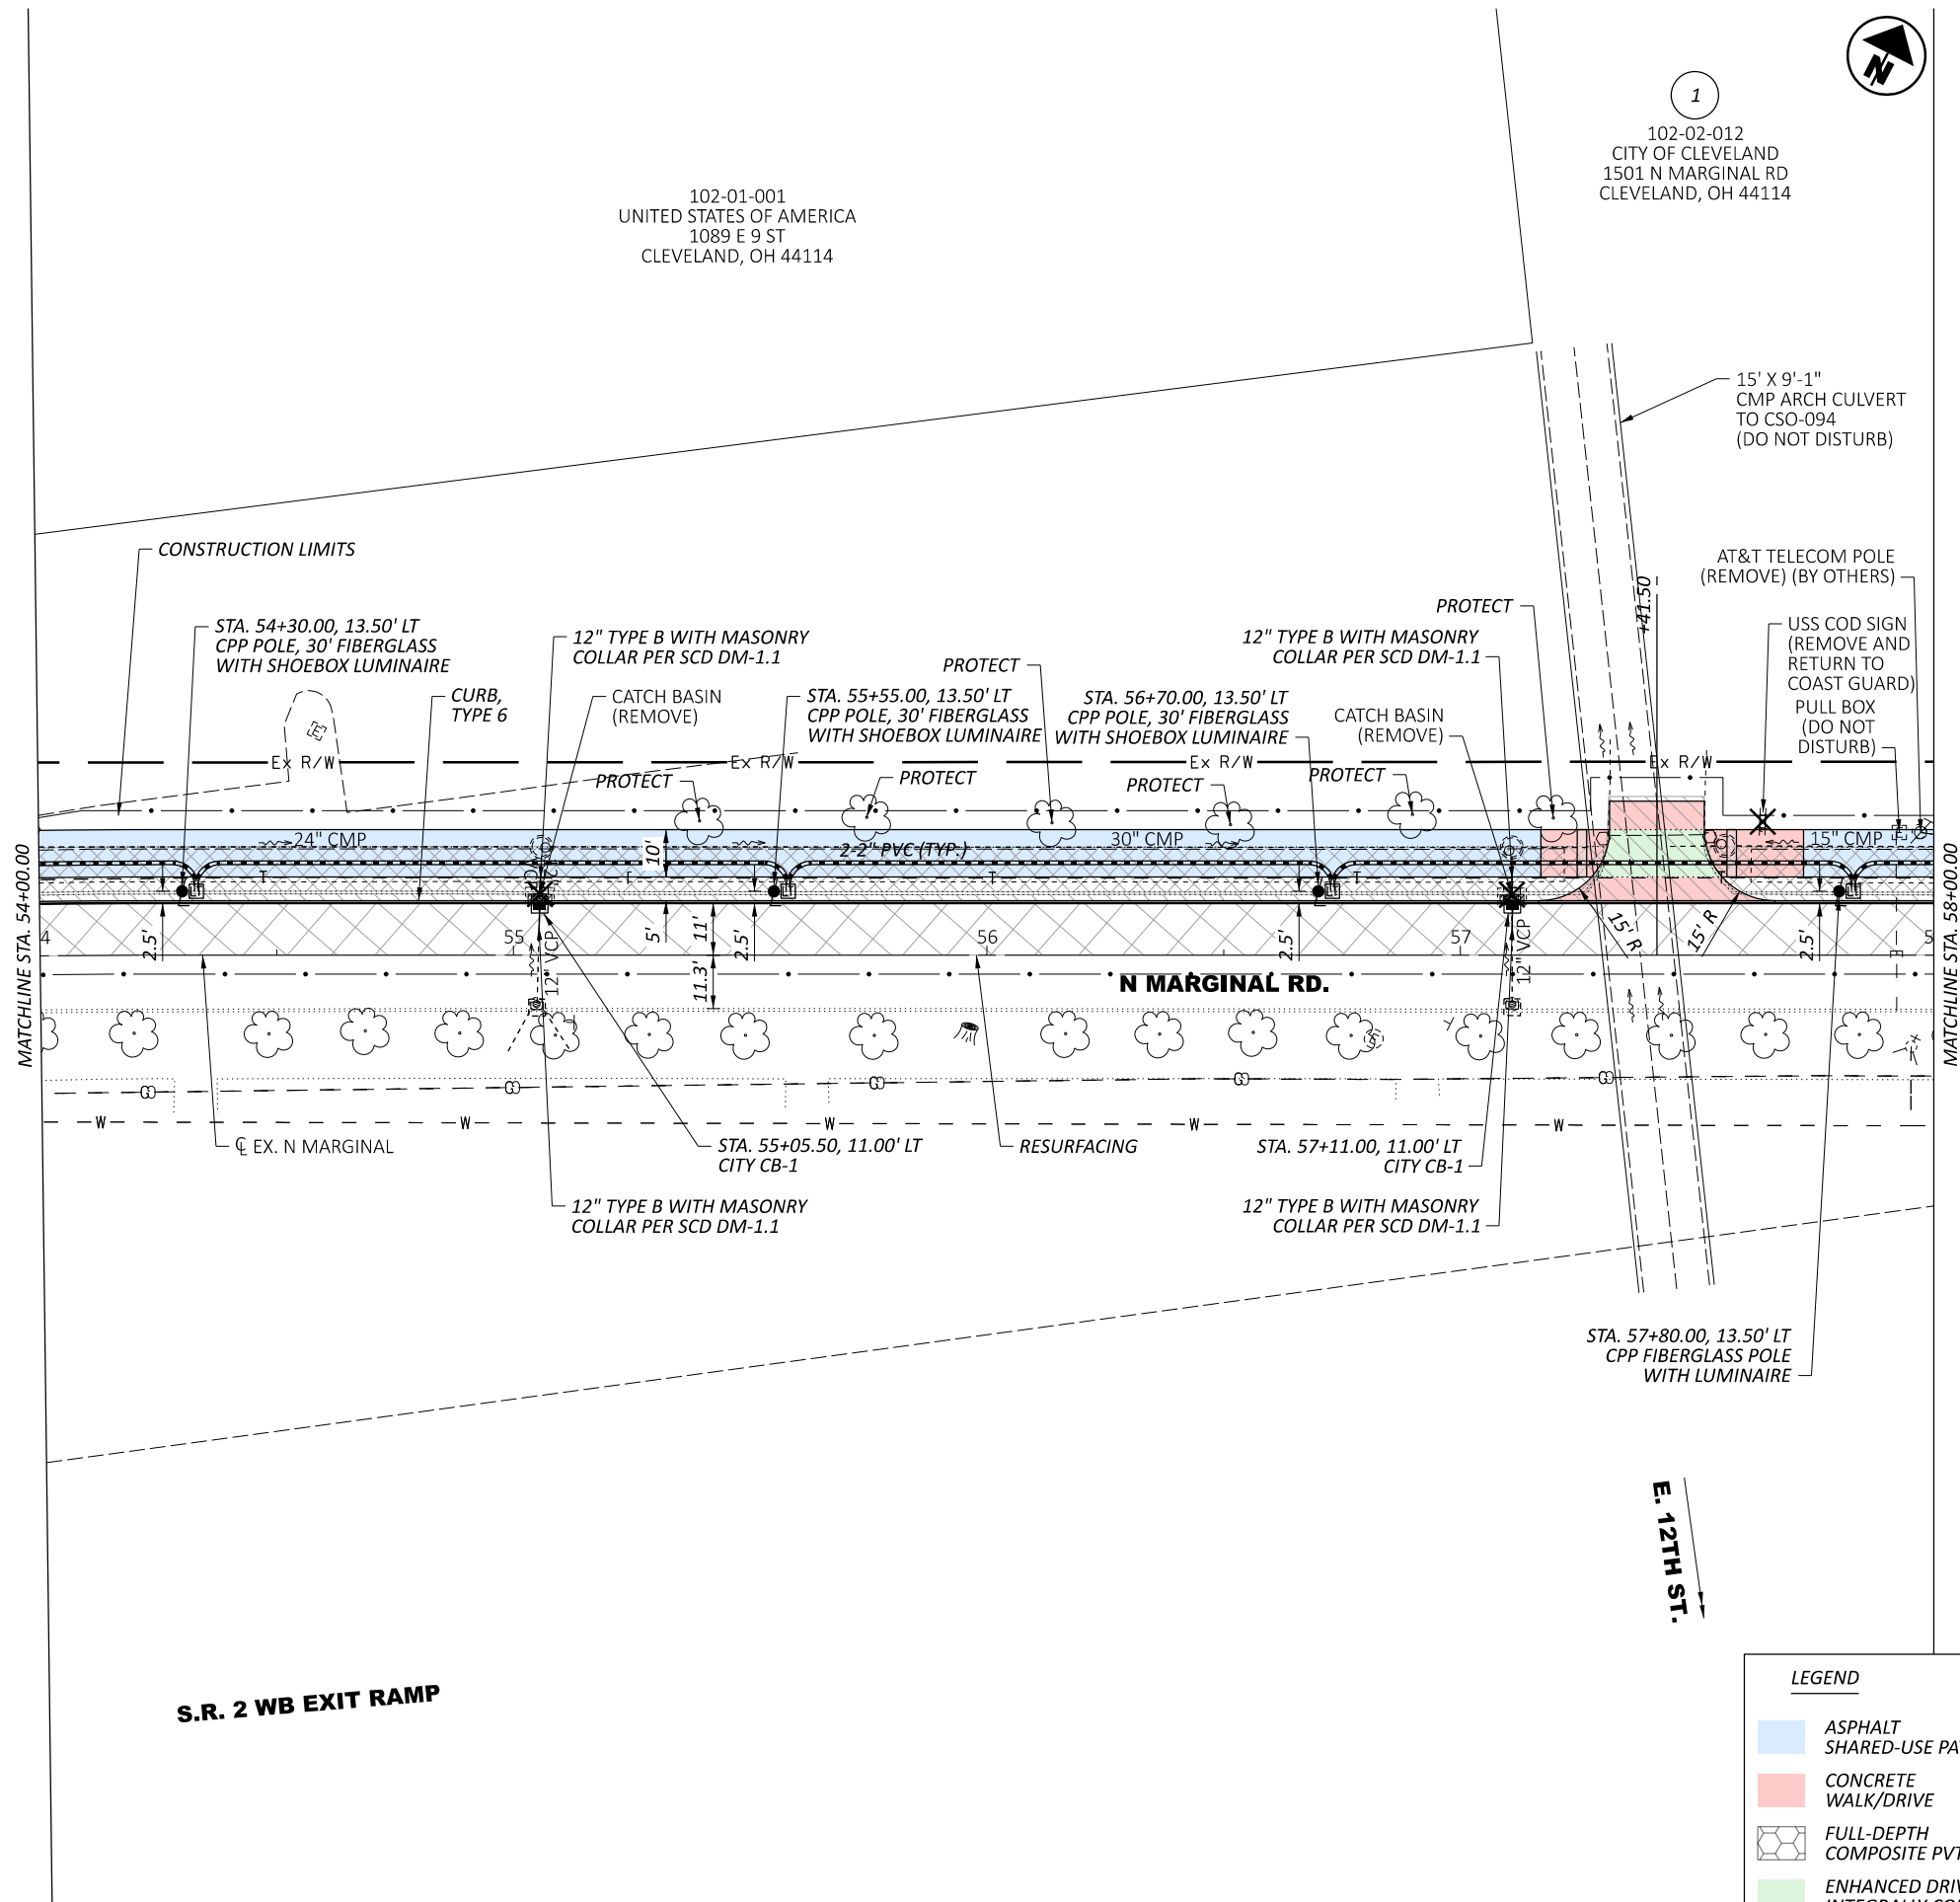 N
1
102-02-012
CITY OF CLEVELAND
1501 N MARGINAL RD
CLEVELAND, OH 44114
102-01-001
UNITED STATES OF AMERICA
1089 E 9 ST
CLEVELAND, OH 44114
15' X 9'-1"
CMP ARCH CULVERT
TO CSO-094
(DO NOT DISTURB)
CONSTRUCTION LIMITS
AT&T TELECOM POLE
(REMOVE) (BY OTHERS)
+41.50
PROTECT
STA. 54+30.00, 13.50' LT
CPP POLE, 30' FIBERGLASS
WITH SHOEBOX LUMINAIRE
12" TYPE B WITH MASONRY
COLLAR PER SCD DM-1.1
PROTECT
12" TYPE B WITH MASONRY
COLLAR PER SCD DM-1.1
USS COD SIGN
(REMOVE AND
RETURN TO
COAST GUARD)
CURB,
TYPE 6
CATCH BASIN
(REMOVE)
STA. 55+55.00, 13.50' LT
CPP POLE, 30' FIBERGLASS
WITH SHOEBOX LUMINAIRE
STA. 56+70.00, 13.50' LT
CPP POLE, 30' FIBERGLASS
WITH SHOEBOX LUMINAIRE
CATCH BASIN
(REMOVE)
PULL BOX
(DO NOT
DISTURB)
E
Ex R/W
Ex R/W
Ex R/W
Ex R/W
PROTECT
PROTECT
PROTECT
PROTECT
24" CMP
10'
2-2" PVC (TYP.)
30" CMP
15" CMP
T
T
T
T
4
2.5'
55
12" VCP
5'
11'
11.3'
2.5'
56
2.5'
57
12" VCP
15' R
15' R
2.5'
5
E
N MARGINAL RD.
MATCHLINE STA. 54+00.00
MATCHLINE STA. 58+00.00
E
W
W
W
W
W
℄ EX. N MARGINAL
STA. 55+05.50, 11.00' LT
CITY CB-1
RESURFACING
STA. 57+11.00, 11.00' LT
CITY CB-1
12" TYPE B WITH MASONRY
COLLAR PER SCD DM-1.1
12" TYPE B WITH MASONRY
COLLAR PER SCD DM-1.1
STA. 57+80.00, 13.50' LT
CPP FIBERGLASS POLE
WITH LUMINAIRE
E. 12TH ST.
S.R. 2 WB EXIT RAMP
LEGEND
ASPHALT
SHARED-USE PA
CONCRETE
WALK/DRIVE
FULL-DEPTH
COMPOSITE PVT
ENHANCED DRIV